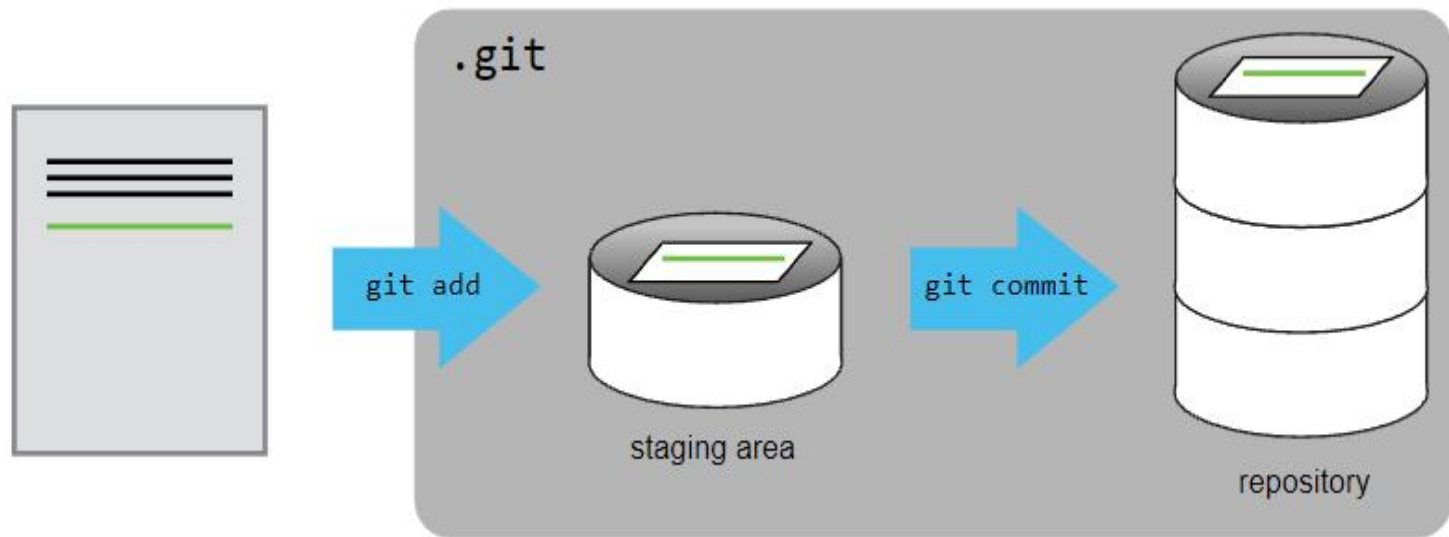 .git
git add
git commit
staging area
repository